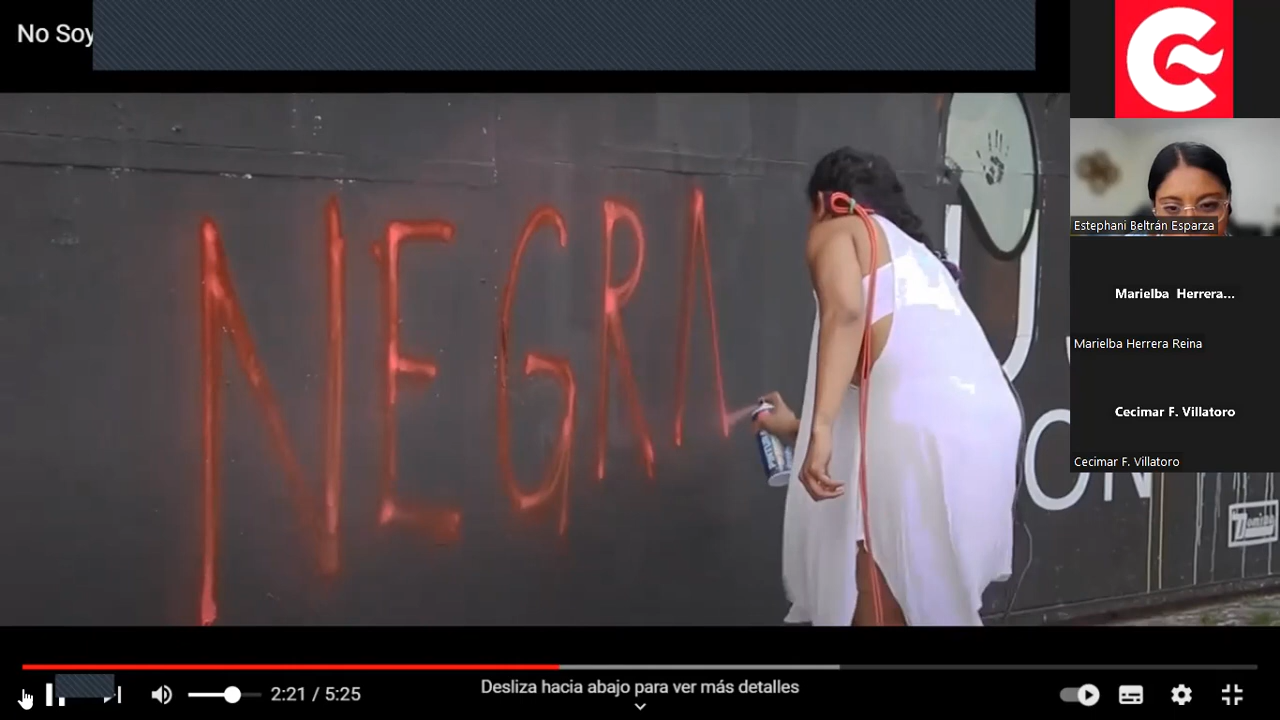 No Soy
NEGRA
ON
Estephani Beltrán Esparza
Marielba Herrera...
Marielba Herrera Reina
Cecimar F. Villatoro
Cecimar F. Villatoro
2:21 / 5:25
Desliza hacia abajo para ver más detalles